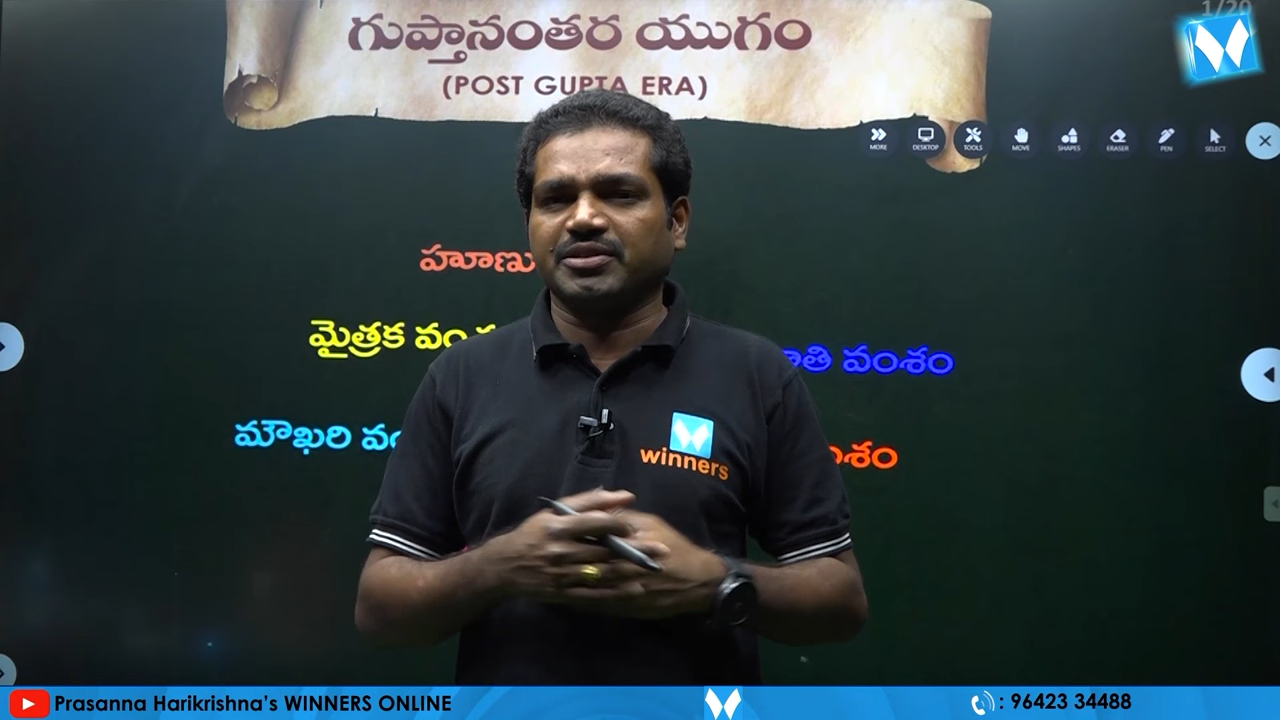 1/20
గుప్తానంతర యుగం
(POST GUPTA ERA)
MORE DESKTOP TOOLS MOVE SHAPES ERASER PEN SELECT
మైత్రక
వంశం
మౌఖరి
winners
Prasanna Harikrishna's WINNERS ONLINE
: 96423 34488